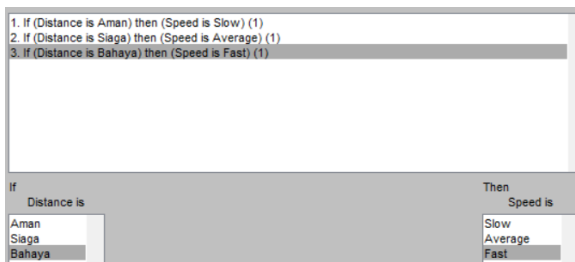 1. If (Distance is Aman) then (Speed is Slow) (1)
2. If (Distance is Siaga) then (Speed is Average) (1)
3. If (Distance is Bahaya) then (Speed is Fast) (1)
If
Then
Distance is
Speed is
Aman
Siaga
Bahaya
Slow
Average
Fast